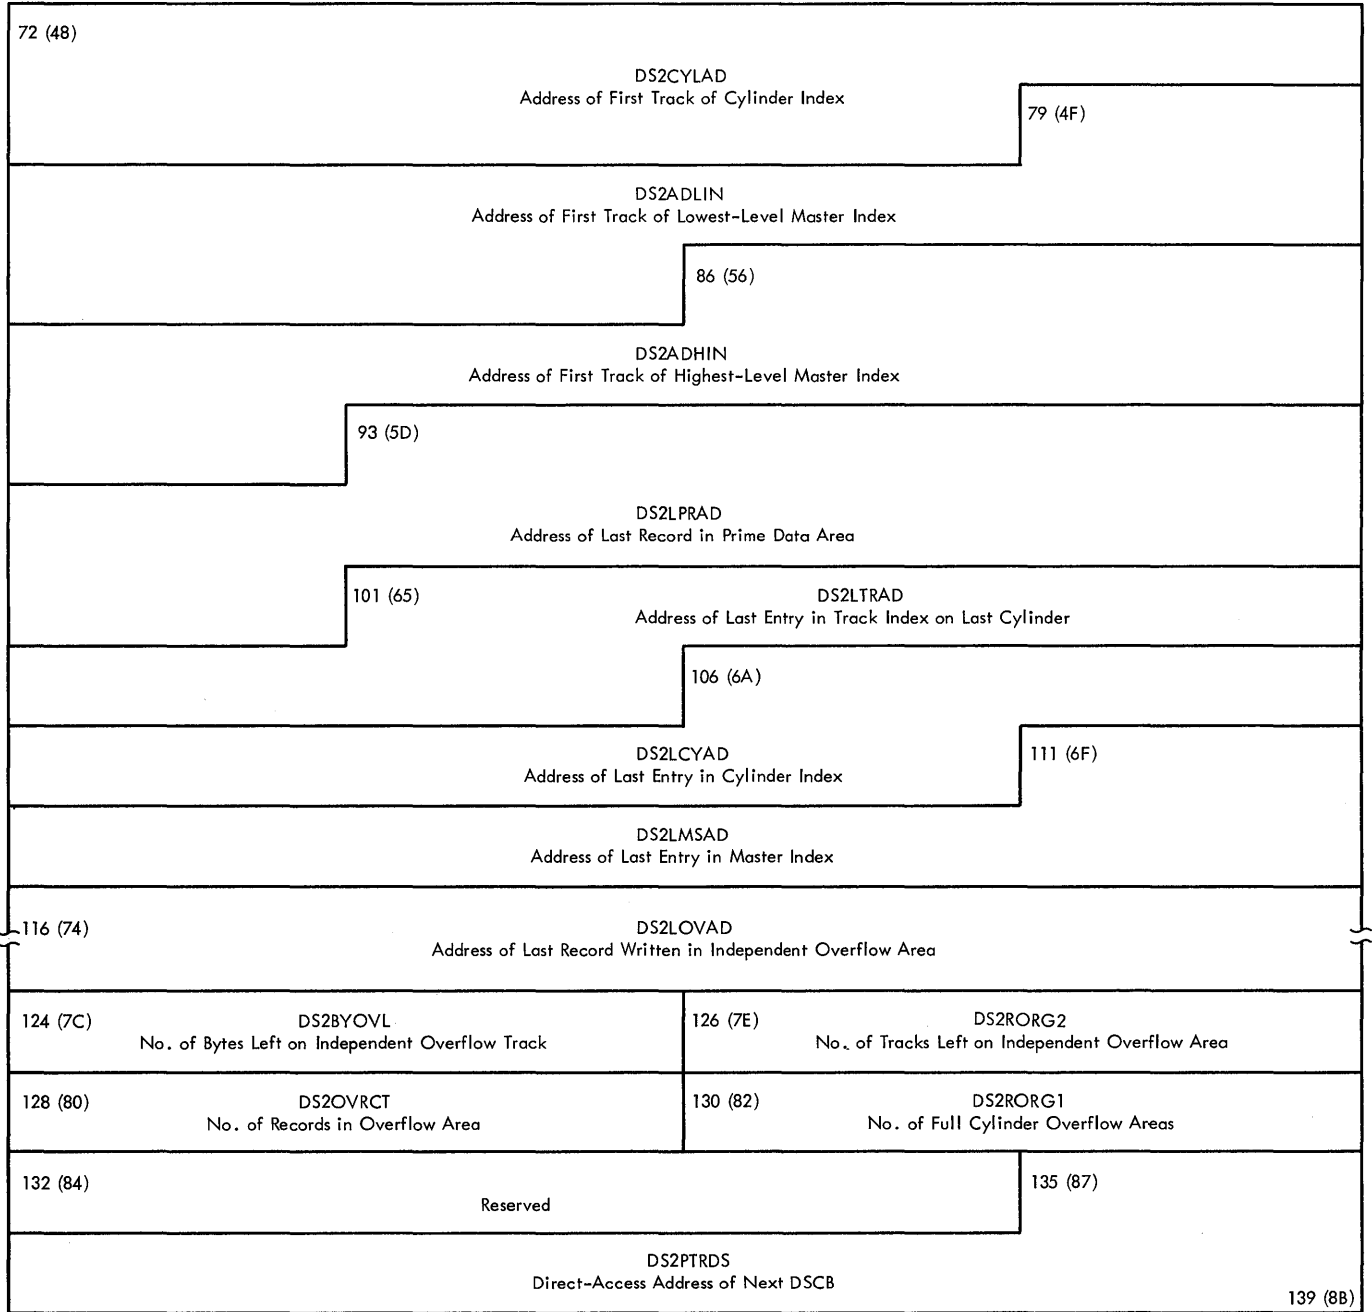 72 (48)
DS2CYLAD
Address of First Track of Cylinder Index
79 (4F)
DS2ADLIN
Address of First Track of Lowest-Level Master Index
86 (56)
DS2ADHIN
Address of First Track of Highest-Level Master Index
93 (5D)
DS2LPRAD
Address of Last Record in Prime Data Area
101 (65)
DS2LTRAD
Address of Last Entry in Track Index on Last Cylinder
106 (6A)
DS2LCYAD
Address of Last Entry in Cylinder Index
111 (6F)
DS2LMSAD
Address of Last Entry in Master Index
116 (74)
DS2LOVAD
Address of Last Record Written in Independent Overflow Area
124 (7C)
DS2BYOVL
No. of Bytes Left on Independent Overflow Track
126 (7E)
DS2RORG2
No. of Tracks Left on Independent Overflow Area
128 (80)
DS2OVRCT
No. of Records in Overflow Area
130 (82)
DS2RORG1
No. of Full Cylinder Overflow Areas
132 (84)
Reserved
135 (87)
DS2PTRDS
Direct-Access Address of Next DSCB
139 (8B)